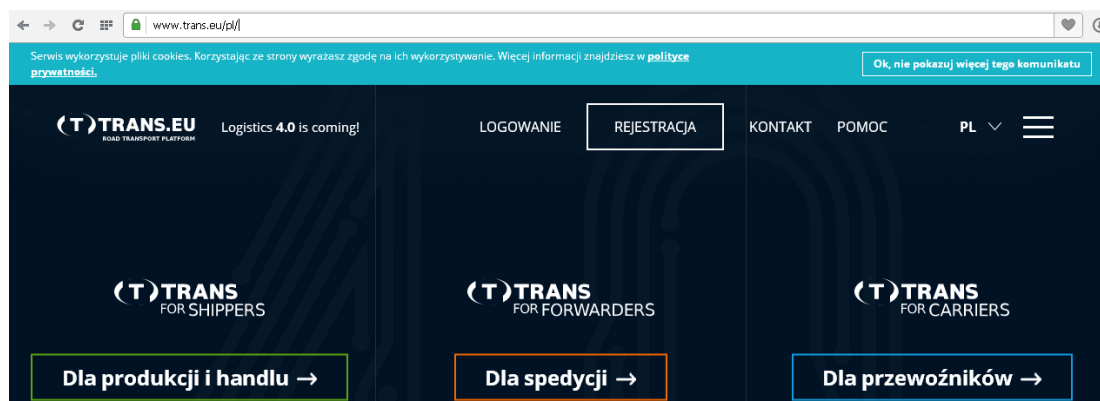 www.trans.eu/pl/
Serwis wykorzystuje pliki cookies. Korzystając ze strony wyrażasz zgodę na ich wykorzystywanie. Więcej informacji znajdziesz w polityce
prywatności.
Ok, nie pokazuj więcej tego komunikatu
(T) TRANS.EU
ROAD TRANSPORT PLATFORM
Logistics 4.0 is coming!
LOGOWANIE
REJESTRACJA
KONTAKT
POMOC
PL
(T) TRANS
FOR SHIPPERS
Dla produkcji i handlu →
(T) TRANS
FOR FORWARDERS
Dla spedycji →
(T) TRANS
FOR CARRIERS
Dla przewoźników →